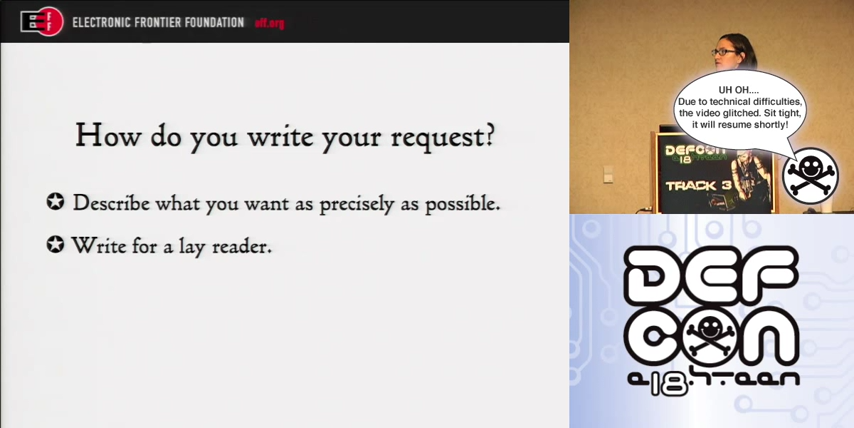 EFF ELECTRONIC FRONTIER FOUNDATION eff.org
How do you write your request?
Describe what you want as precisely as possible.
Write for a lay reader.
UH OH....
Due to technical difficulties,
the video glitched. Sit tight,
it will resume shortly!
DEFCON
18
TRACK 3
DEF
CON
e18hteen